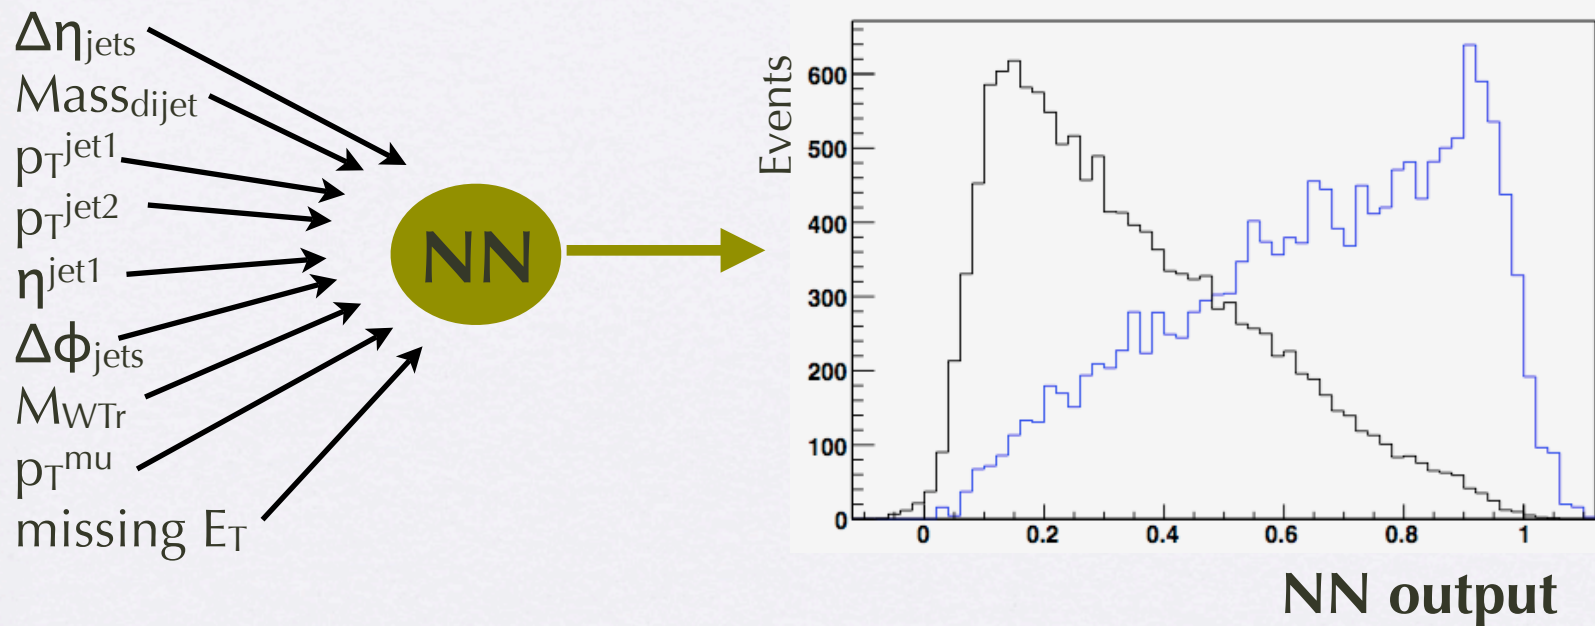 Δηjets
Massdijet
pTjet1
pTjet2
ηjet1
Δϕjets
MWTr
pTmu
missing ET
NN
Events
600
500
400
300
200
100
0
0 0.2 0.4 0.6 0.8 1
NN output